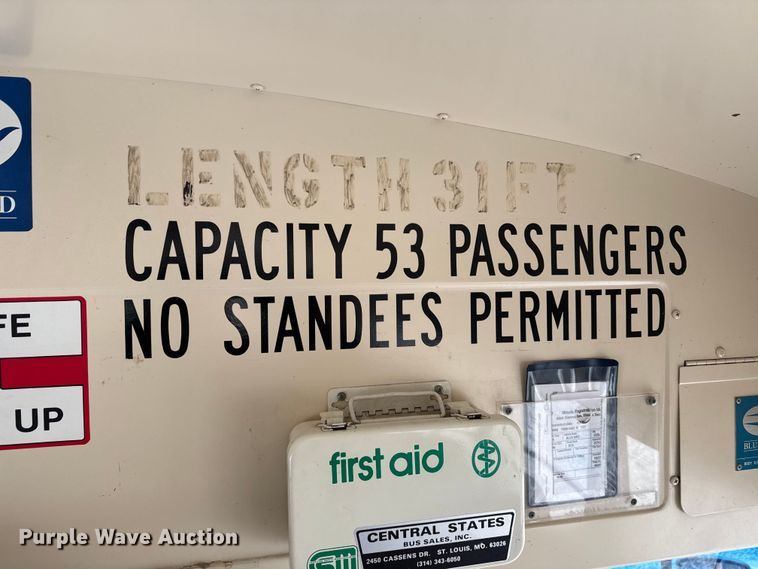 LENGTH 31FT
CAPACITY 53 PASSENGERS
NO STANDEES PERMITTED
FE
UP
D
first aid
CENTRAL STATES
BUS SALES, INC.
2450 CASSENS DR. ST. LOUIS, MO. 63026
(314) 343-6050
BLU
Purple Wave Auction